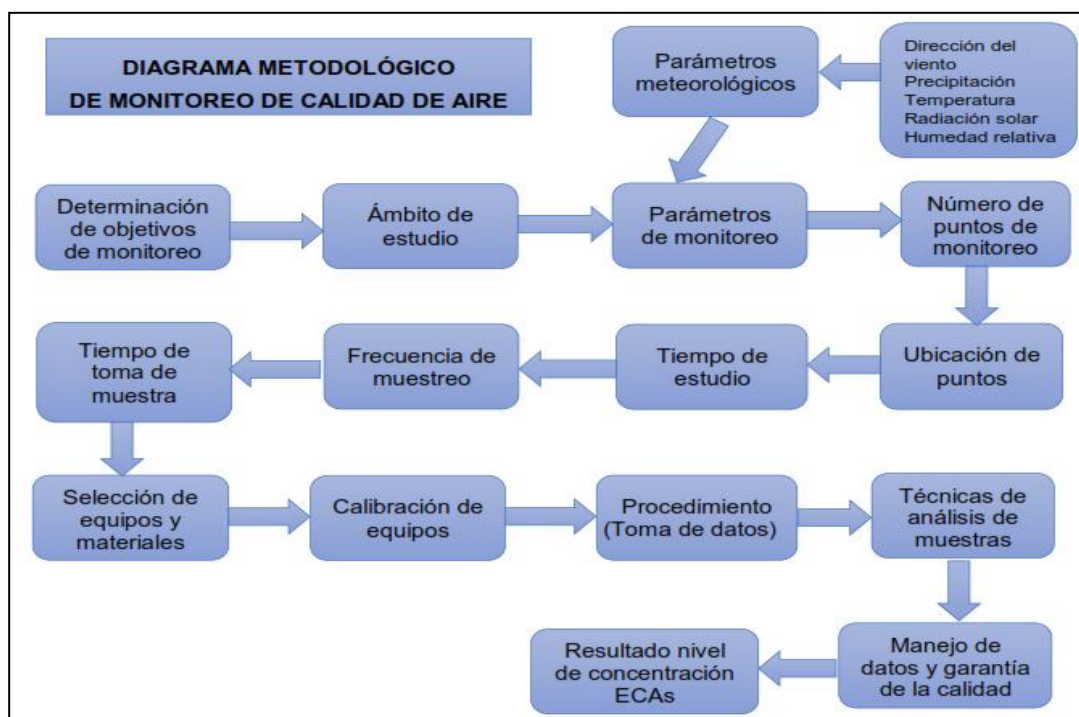 DIAGRAMA METODOLÓGICO
DE MONITOREO DE CALIDAD DE AIRE
Parámetros
meteorológicos
Dirección del
viento
Precipitación
Temperatura
Radiación solar
Humedad relativa
Determinación
de objetivos
de monitoreo
Ámbito de
estudio
Parámetros
de monitoreo
Número de
puntos de
monitoreo
Ubicación de
puntos
Tiempo de
estudio
Frecuencia de
muestreo
Tiempo de
toma de
muestra
Selección de
equipos y
materiales
Calibración de
equipos
Procedimiento
(Toma de datos)
Técnicas de
análisis de
muestras
Manejo de
datos y garantía
de la calidad
Resultado nivel
de concentración
ECAs